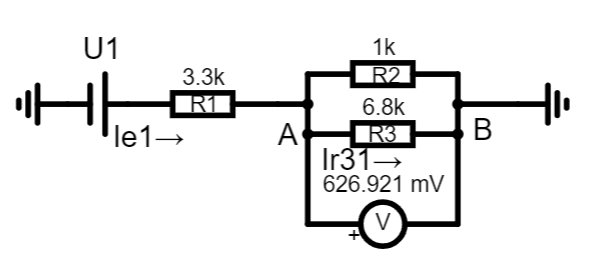 U1
1k
3.3k
R2
R1
6.8k
A
R3
B
Ie1→
Ir31→
626.921 mV
V
+